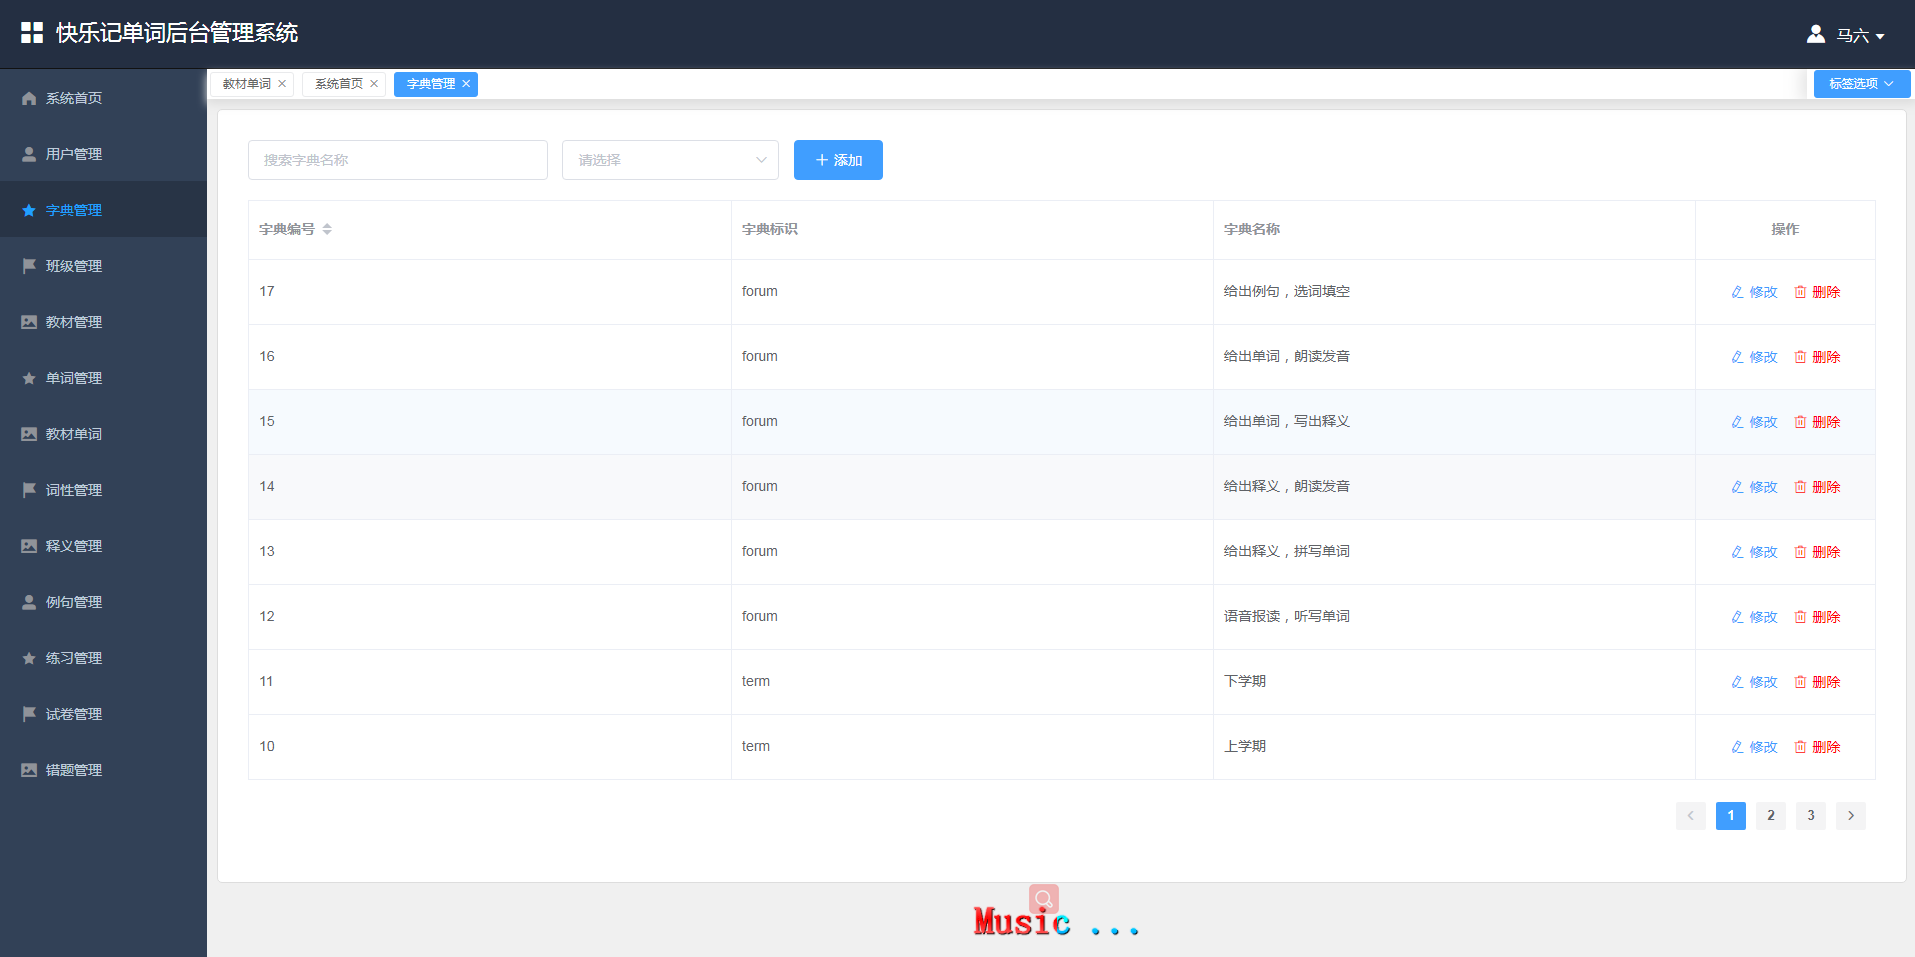 快乐记单词后台管理系统
马六
系统首页
用户管理
字典管理
班级管理
教材管理
单词管理
教材单词
词性管理
释义管理
例句管理
练习管理
试卷管理
错题管理
教材单词 系统首页 字典管理 标签选项
搜索字典名称 请选择 添加
字典编号 字典标识 字典名称 操作
17 forum 给出例句，选词填空 修改 删除
16 forum 给出单词，朗读发音 修改 删除
15 forum 给出单词，写出释义 修改 删除
14 forum 给出释义，朗读发音 修改 删除
13 forum 给出释义，拼写单词 修改 删除
12 forum 语音报读，听写单词 修改 删除
11 term 下学期 修改 删除
10 term 上学期 修改 删除
1 2 3
Music ...